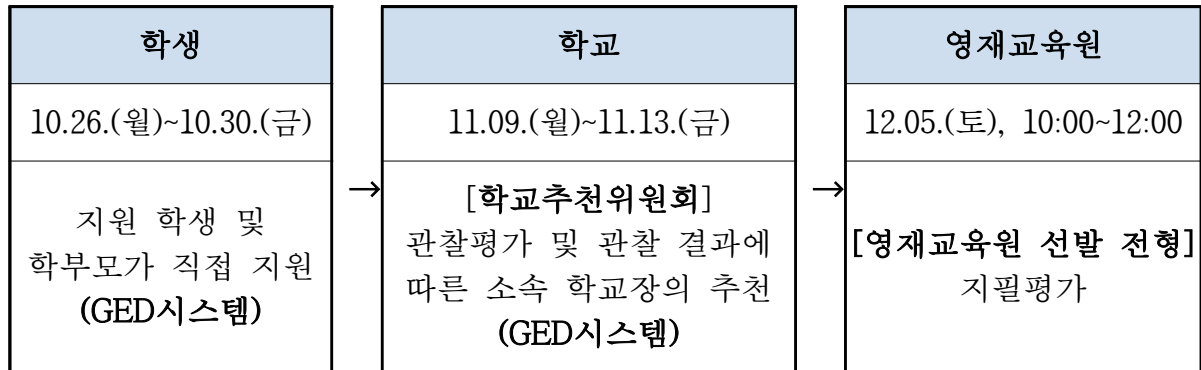 학생
10.26.(월)~10.30.(금)
지원 학생 및
학부모가 직접 지원
(GED시스템)
→
학교
11.09.(월)~11.13.(금)
[학교추천위원회]
관찰평가 및 관찰 결과에
따른 소속 학교장의 추천
(GED시스템)
→
영재교육원
12.05.(토), 10:00~12:00
[영재교육원 선발 전형]
지필평가